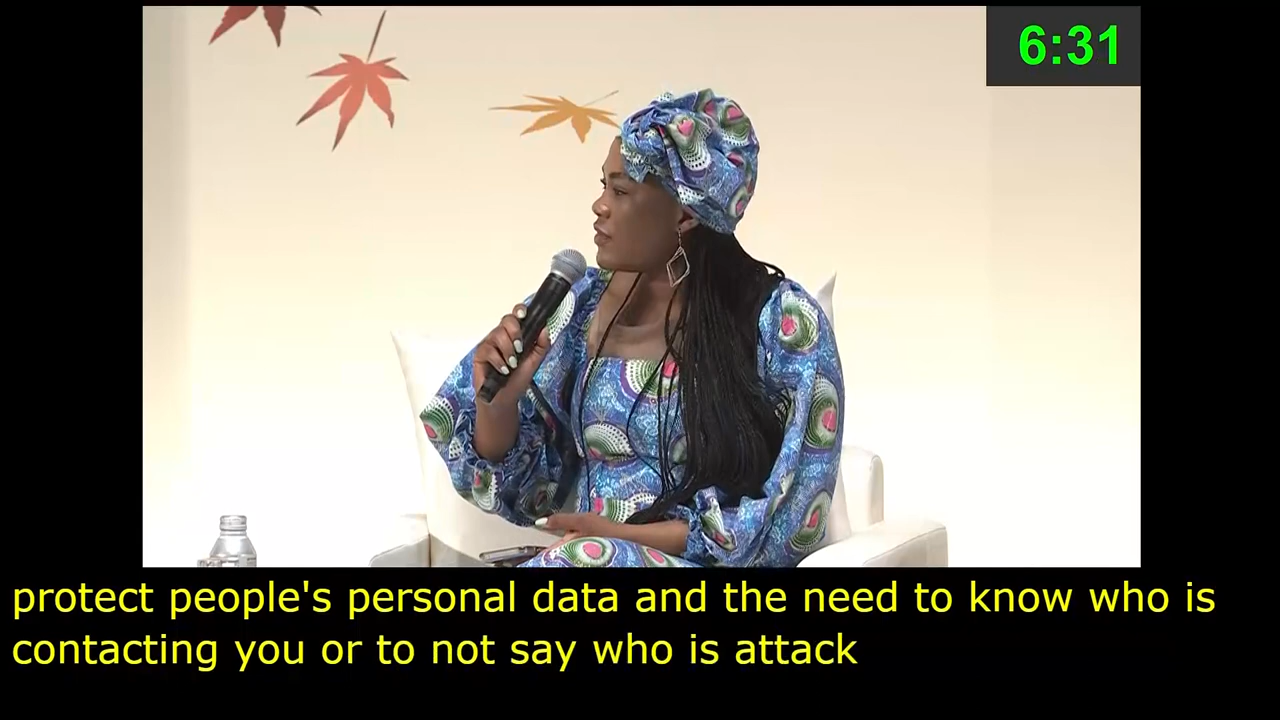 6:31
protect people's personal data and the need to know who is
contacting you or to not say who is attack